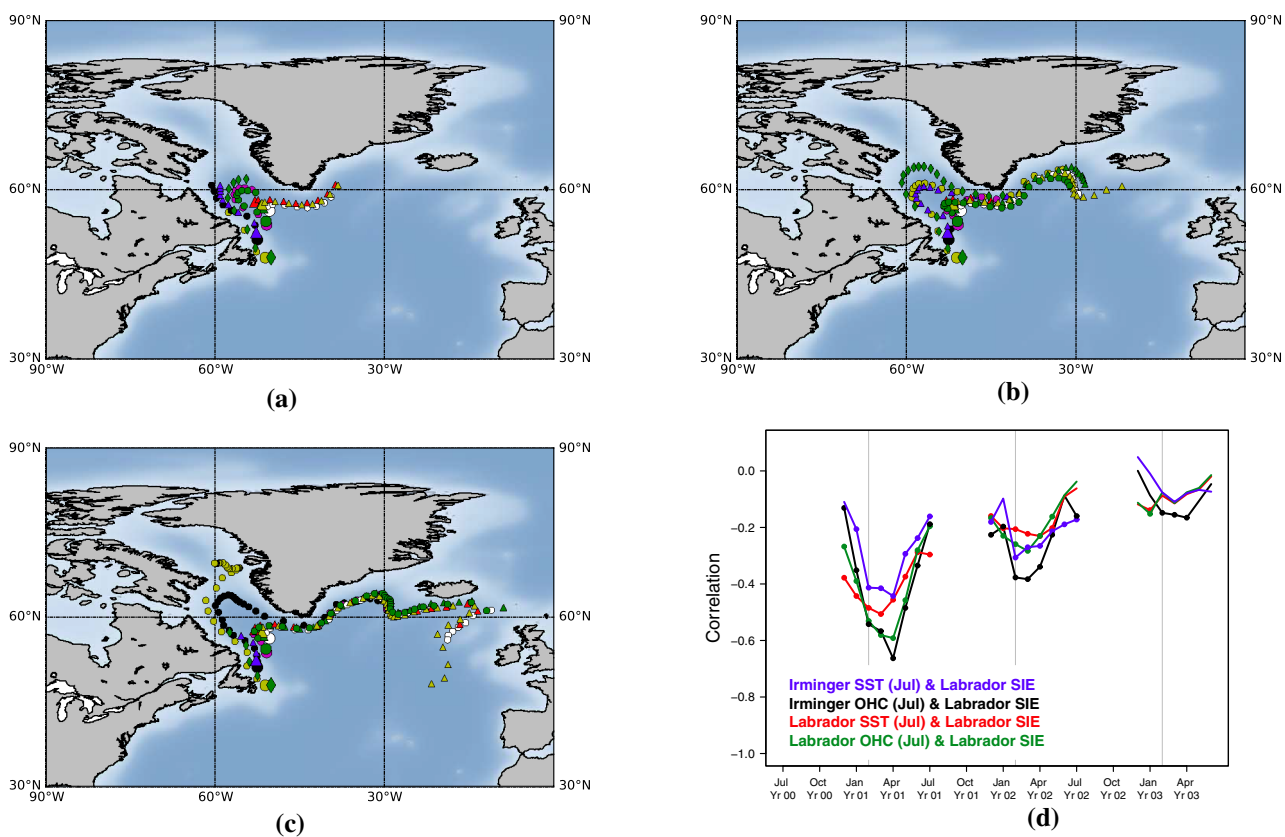 90°N 90°N
60°N 60°N
30°N 30°N
90°W 60°W 30°W
(a)
90°N 90°N
60°N 60°N
30°N 30°N
90°W 60°W 30°W
(b)
90°N 90°N
60°N 60°N
30°N 30°N
90°W 60°W 30°W
(c)
Correlation
0.0
−0.2
−0.4
−0.6
−0.8
−1.0
Irminger SST (Jul) & Labrador SIE
Irminger OHC (Jul) & Labrador SIE
Labrador SST (Jul) & Labrador SIE
Labrador OHC (Jul) & Labrador SIE
Jul Oct Jan Apr Jul Oct Jan Apr Jul Oct Jan Apr
Yr 00 Yr 00 Yr 01 Yr 01 Yr 01 Yr 01 Yr 02 Yr 02 Yr 02 Yr 02 Yr 03 Yr 03
(d)